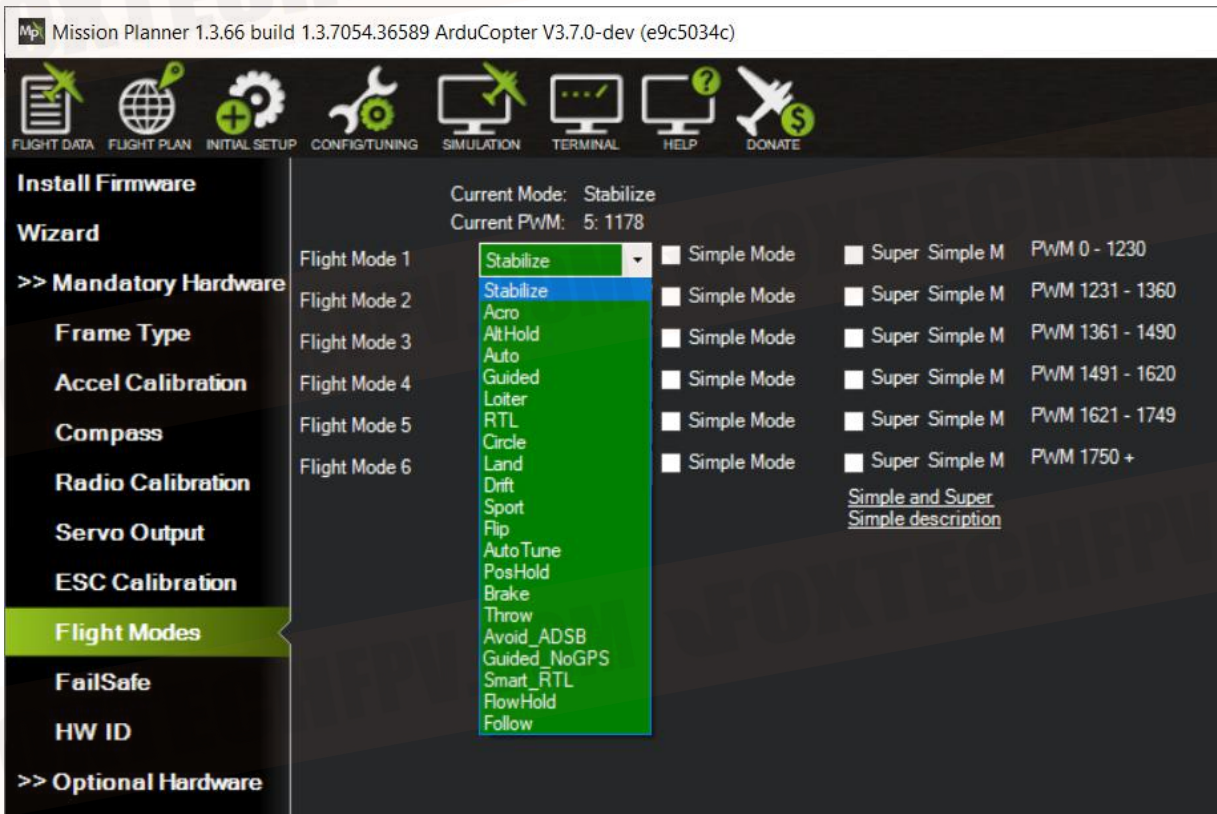 Mission Planner 1.3.66 build 1.3.7054.36589 ArduCopter V3.7.0-dev (e9c5034c)
FLIGHT DATA FLIGHT PLAN INITIAL SETUP CONFIG/TUNING SIMULATION TERMINAL HELP DONATE
Install Firmware
Wizard
>> Mandatory Hardware
Frame Type
Accel Calibration
Compass
Radio Calibration
Servo Output
ESC Calibration
Flight Modes
FailSafe
HW ID
>> Optional Hardware
Current Mode: Stabilize
Current PWM: 5: 1178
Flight Mode 1 Stabilize Simple Mode Super Simple M PWM 0 - 1230
Flight Mode 2 Simple Mode Super Simple M PWM 1231 - 1360
Flight Mode 3 Simple Mode Super Simple M PWM 1361 - 1490
Flight Mode 4 Simple Mode Super Simple M PWM 1491 - 1620
Flight Mode 5 Simple Mode Super Simple M PWM 1621 - 1749
Flight Mode 6 Simple Mode Super Simple M PWM 1750 +
Simple and Super
Simple description
Stabilize
Acro
AltHold
Auto
Guided
Loiter
RTL
Circle
Land
Drift
Sport
Flip
AutoTune
PosHold
Brake
Throw
Avoid_ADSB
Guided_NoGPS
Smart_RTL
FlowHold
Follow